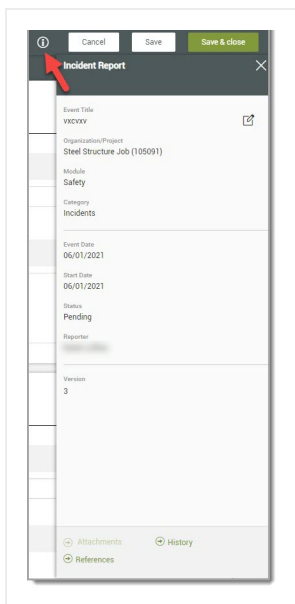 Cancel
Save
Save & close
Incident Report
Event Title
vxcvxv
Organization/Project
Steel Structure Job (105091)
Module
Safety
Category
Incidents
Event Date
06/01/2021
Start Date
06/01/2021
Status
Pending
Reporter
Version
3
Attachments
History
References